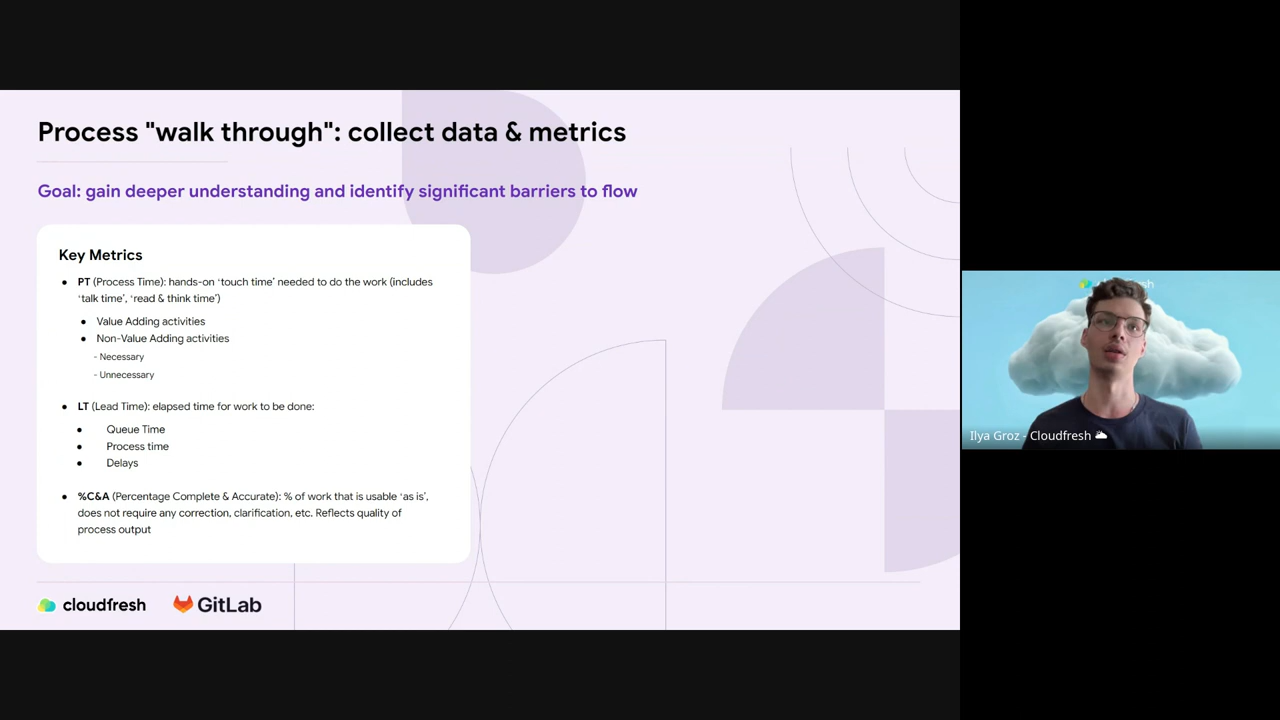 Process "walk through": collect data & metrics
Goal: gain deeper understanding and identify significant barriers to flow
Key Metrics
● PT (Process Time): hands-on ‘touch time’ needed to do the work (includes
‘talk time’, ‘read & think time’)
● Value Adding activities
● Non-Value Adding activities
- Necessary
- Unnecessary
● LT (Lead Time): elapsed time for work to be done:
● Queue Time
● Process time
● Delays
● %C&A (Percentage Complete & Accurate): % of work that is usable ‘as is’,
does not require any correction, clarification, etc. Reflects quality of
process output
cloudfresh GitLab
Ilya Groz - Cloudfresh 🌥